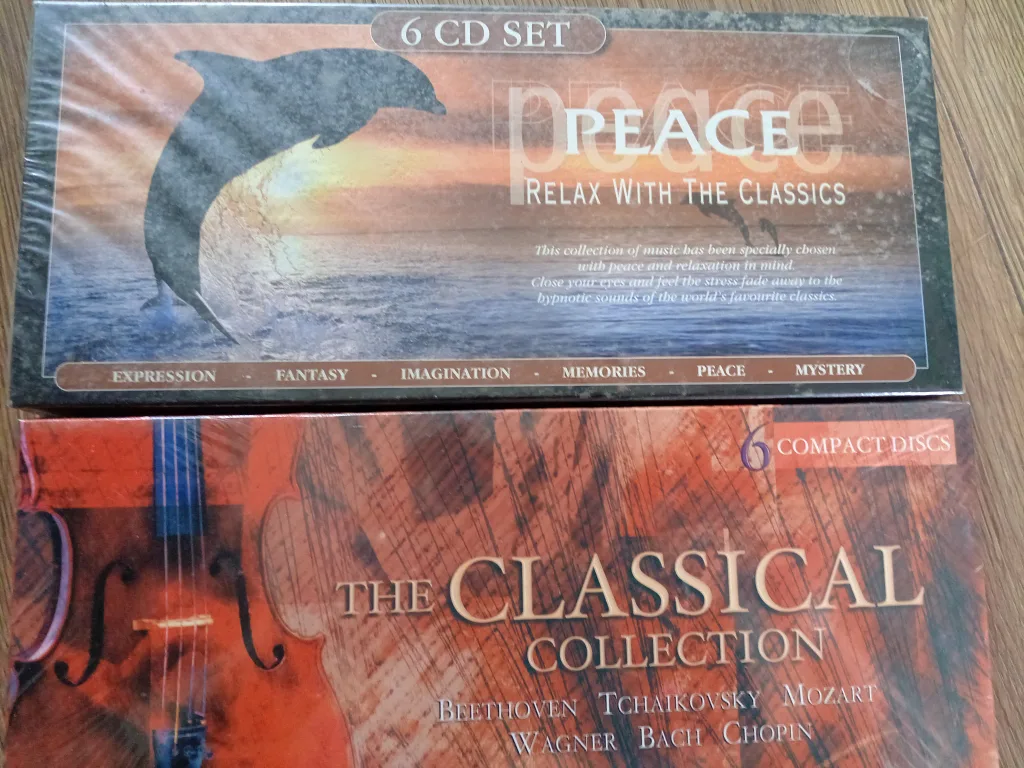 6 CD SET
peace
PEACE
RELAX WITH THE CLASSICS
This collection of music has been specially chosen
with peace and relaxation in mind.
Close your eyes and feel the stress fade away to the
hypnotic sounds of the world's favourite classics.
EXPRESSION - FANTASY - IMAGINATION - MEMORIES - PEACE - MYSTERY
6 COMPACT DISCS
THE CLASSICAL
COLLECTION
BEETHOVEN TCHAIKOVSKY MOZART
WAGNER BACH CHOPIN